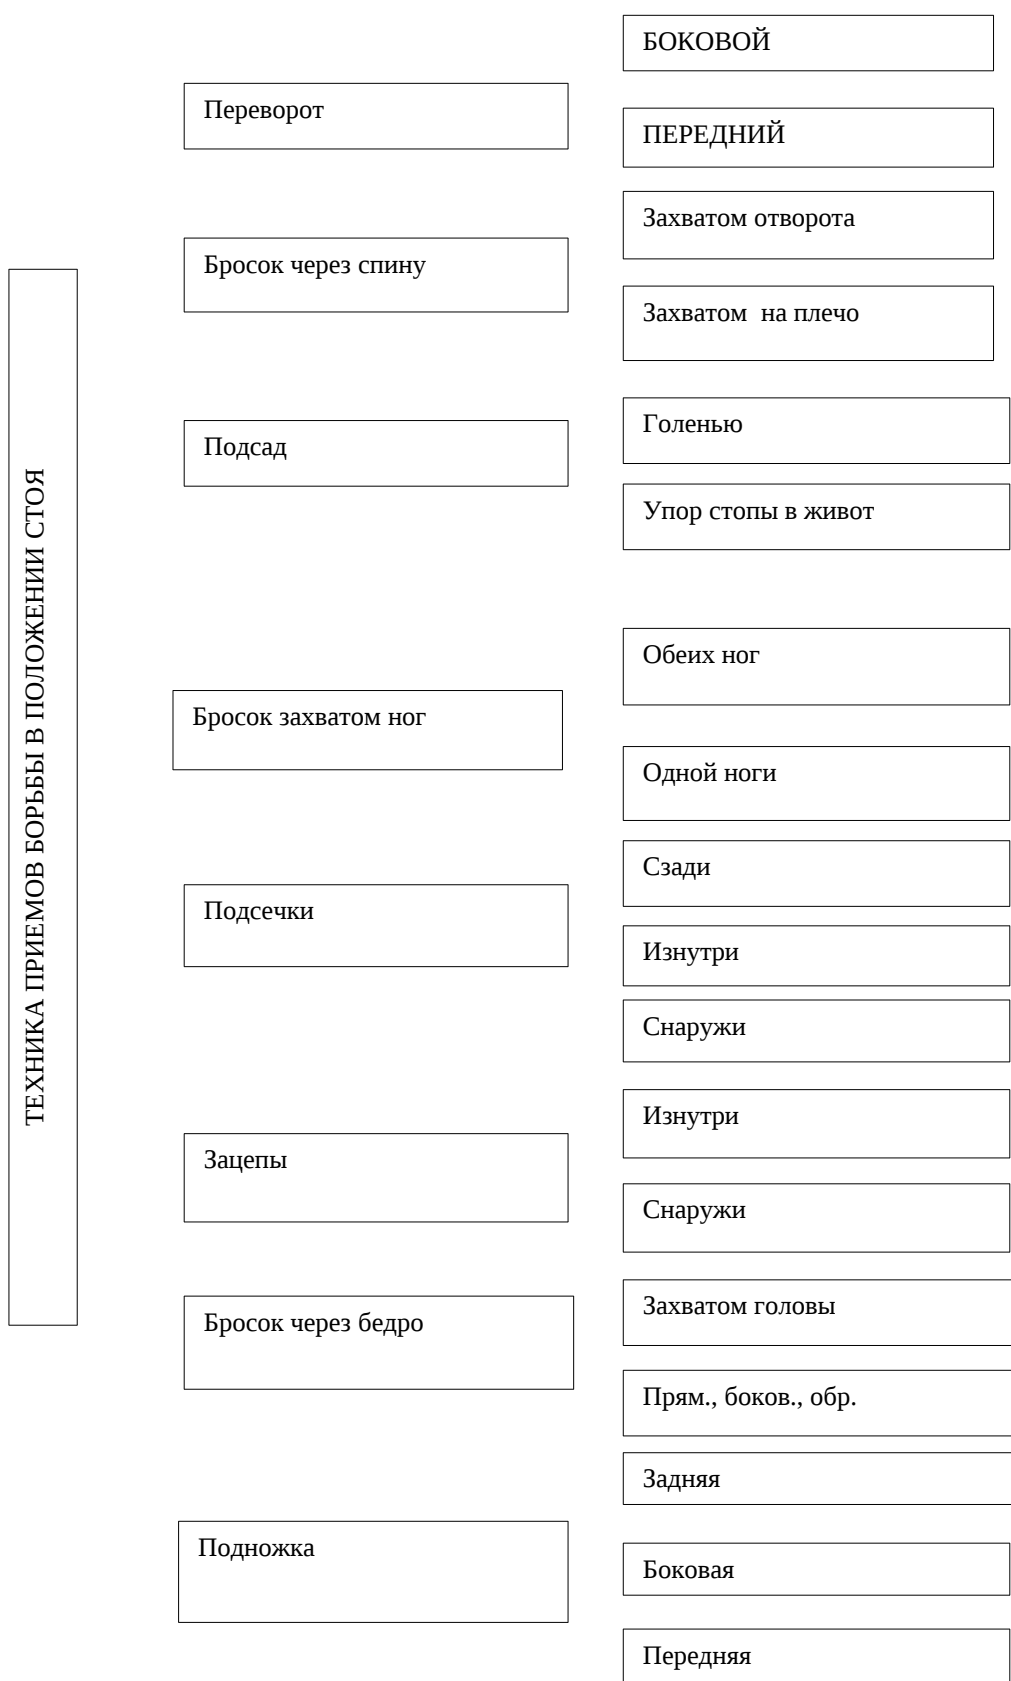 ТЕХНИКА ПРИЕМОВ БОРЬБЫ В ПОЛОЖЕНИИ СТОЯ
Переворот
БОКОВОЙ
ПЕРЕДНИЙ
Бросок через спину
Захватом отворота
Захватом на плечо
Подсад
Голенью
Упор стопы в живот
Бросок захватом ног
Обеих ног
Одной ноги
Подсечки
Сзади
Изнутри
Снаружи
Зацепы
Изнутри
Снаружи
Бросок через бедро
Захватом головы
Прям., боков., обр.
Подножка
Задняя
Боковая
Передняя